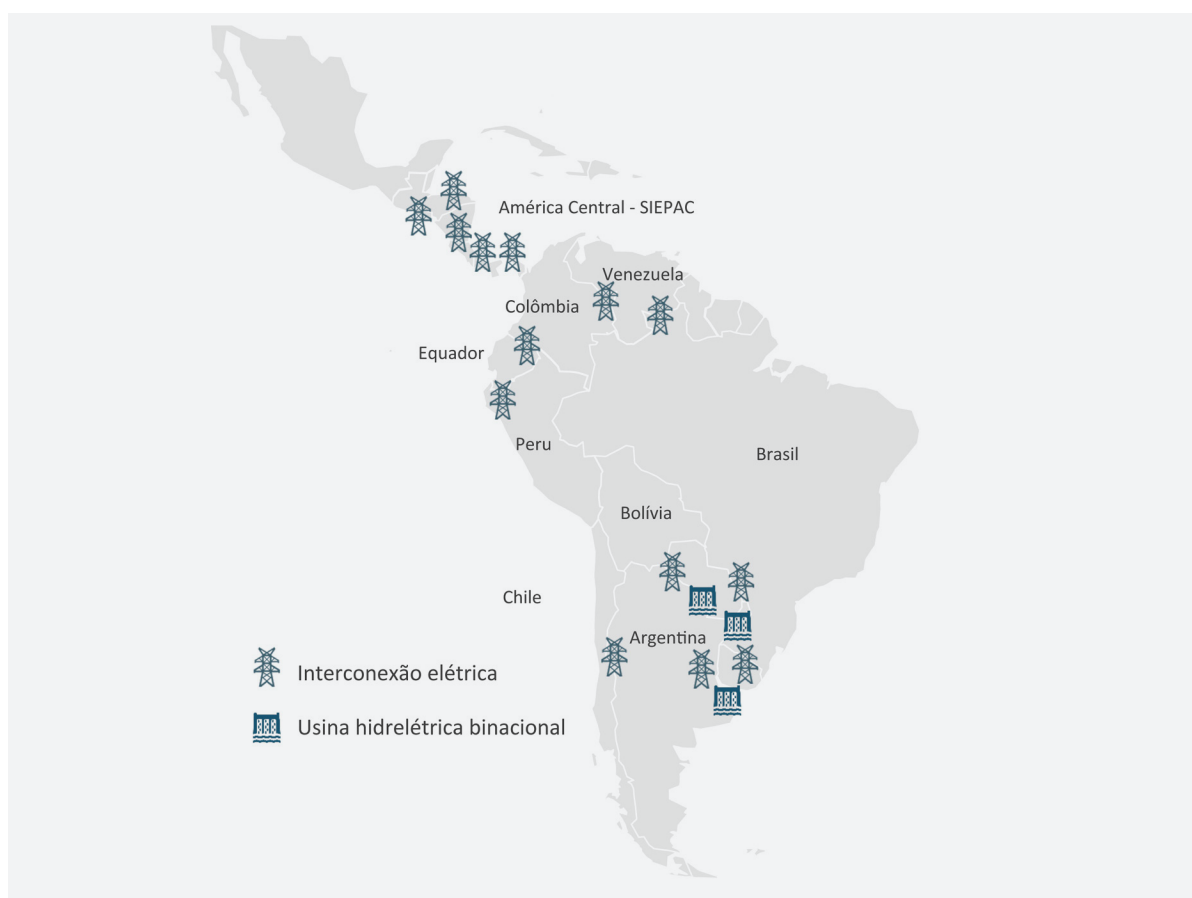 América Central - SIEPAC
Venezuela
Colômbia
Equador
Peru
Brasil
Bolívia
Chile
Argentina
Interconexão elétrica
Usina hidrelétrica binacional